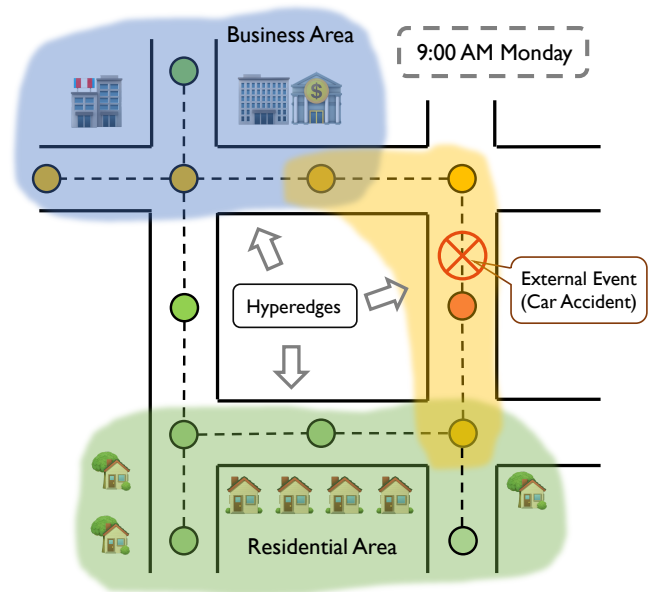 Business Area
9:00 AM Monday
$
External Event
(Car Accident)
Hyperedges
Residential Area